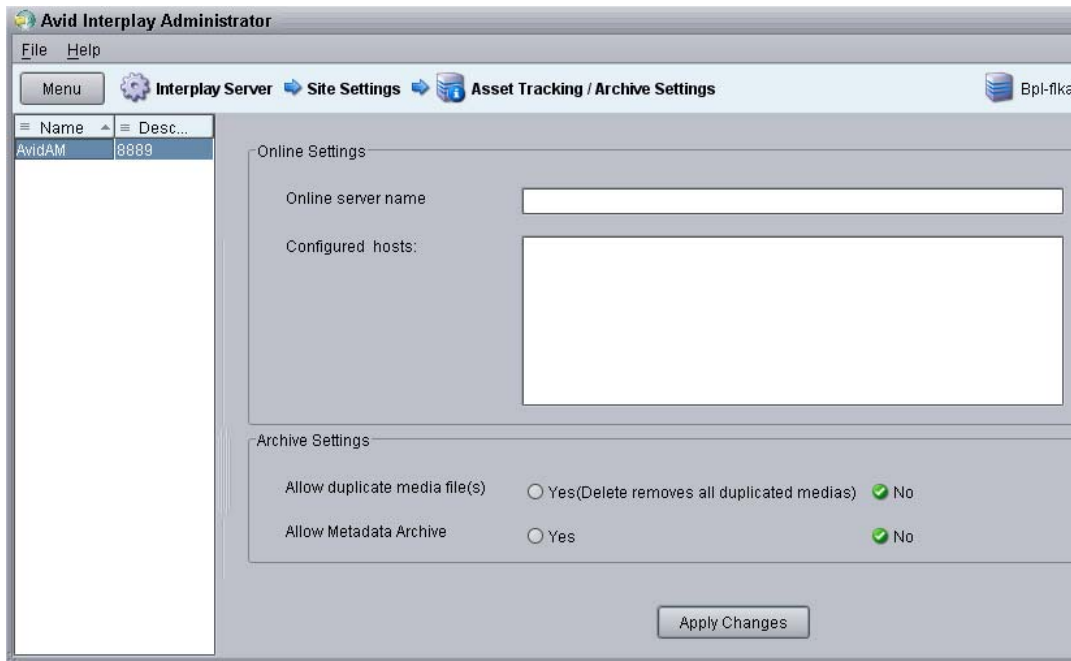 Avid Interplay Administrator
File Help
Menu Interplay Server Site Settings Asset Tracking / Archive Settings Bpl-flka
Name Desc...
AvidAM 8889
Online Settings
Online server name
Configured hosts:
Archive Settings
Allow duplicate media file(s) Yes(Delete removes all duplicated medias) No
Allow Metadata Archive Yes No
Apply Changes